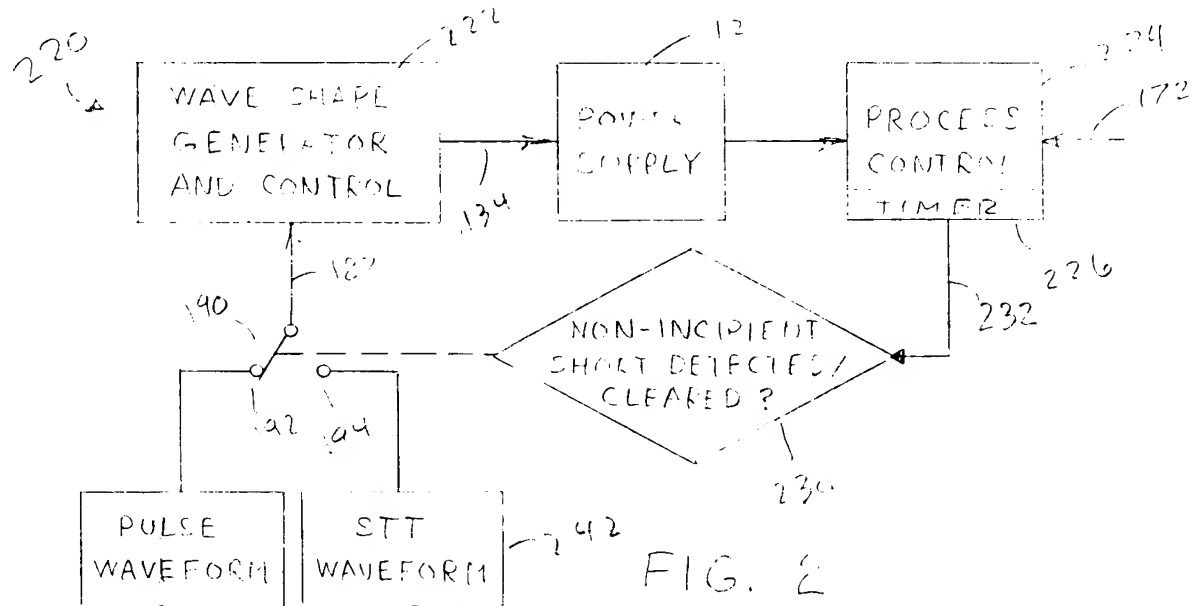 220
222
12
224
172
WAVE SHAPE
GENERATOR
AND CONTROL
POWER
SUPPLY
PROCESS
CONTROL
TIMER
134
226
232
190
192
194
NON-INCIPIENT
SHORT DETECTED/
CLEARED?
230
PULSE
WAVEFORM
STT
WAVEFORM
242
FIG. 2